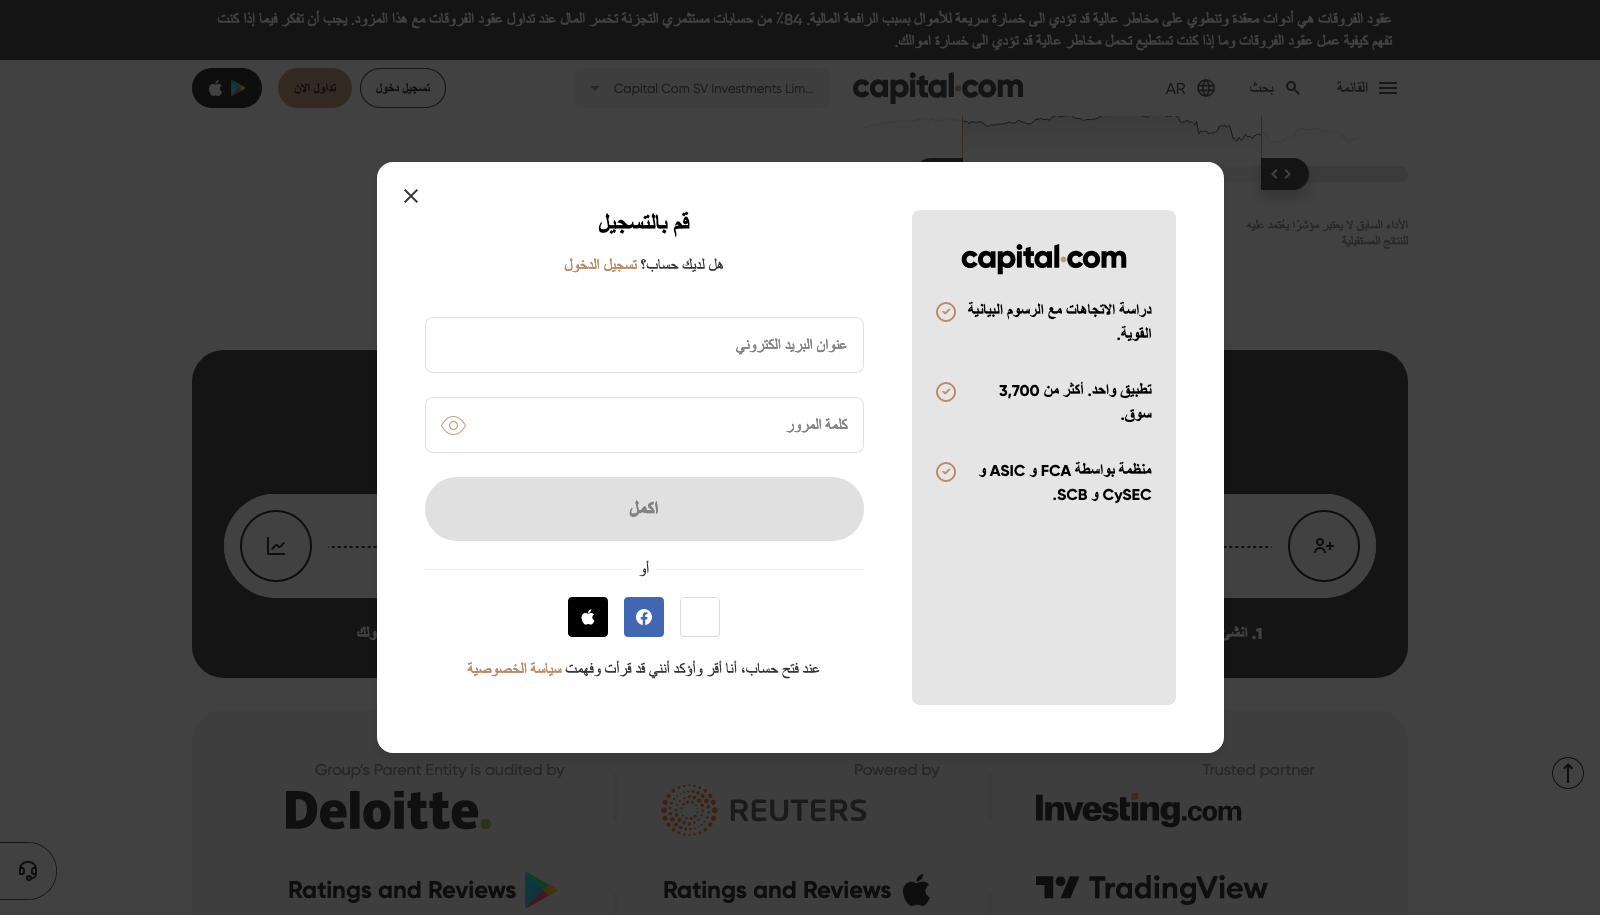 عقود الفروقات هي أدوات معقدة وتنطوي على مخاطر عالية قد تؤدي الى خسارة سريعة للأموال بسبب الرافعة المالية. 84٪ من حسابات مستثمري التجزئة تخسر المال عند تداول عقود الفروقات مع هذا المزود. يجب أن تفكر فيما إذا كنت
تفهم كيفية عمل عقود الفروقات وما إذا كنت تستطيع تحمل مخاطر عالية قد تؤدي الى خسارة اموالك.
القائمة
بحث
AR
capital.com
Capital Com SV Investments Lim...
تسجيل دخول
تداول الآن
الأداء السابق لا يعتبر مؤشرًا يُعتمد عليه
للنتائج المستقبلية
قم بالتسجيل
هل لديك حساب؟ تسجيل الدخول
عنوان البريد الكتروني
كلمة المرور
اكمل
أو
عند فتح حساب، أنا أقر وأؤكد أنني قد قرأت وفهمت سياسة الخصوصية
capital.com
دراسة الاتجاهات مع الرسوم البيانية
القوية.
تطبيق واحد. أكثر من 3,700
سوق.
منظمة بواسطة FCA و ASIC و
CySEC و SCB.
1. انشئ
Trusted partner
Investing.com
Powered by
REUTERS
Group's Parent Entity is audited by
Deloitte.
TradingView
Ratings and Reviews
Ratings and Reviews